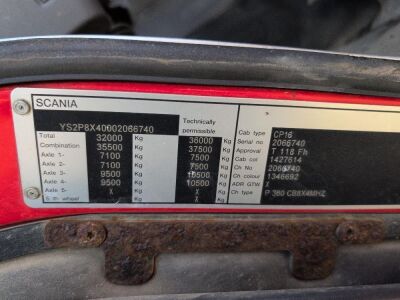 SCANIA
YS2P8X40002066740
Technically
permissible
Total 32000 Kg 36000 Kg
Combination 35500 Kg 37500 Kg
Axle 1- 7100 Kg 7500 Kg
Axle 2- 7100 Kg 7500 Kg
Axle 3- 9500 Kg 10500 Kg
Axle 4- 9500 Kg 10500 Kg
Axle 5- X Kg X Kg
5 th wheel X Kg X Kg
Cab type CP16
Serial no 2066740
Approval T 118 Fh
Cab col 1427614
Ch no 2066740
Ch colour 1346692
ADR GTW X
Ch type P 380 CB8X4MHZ